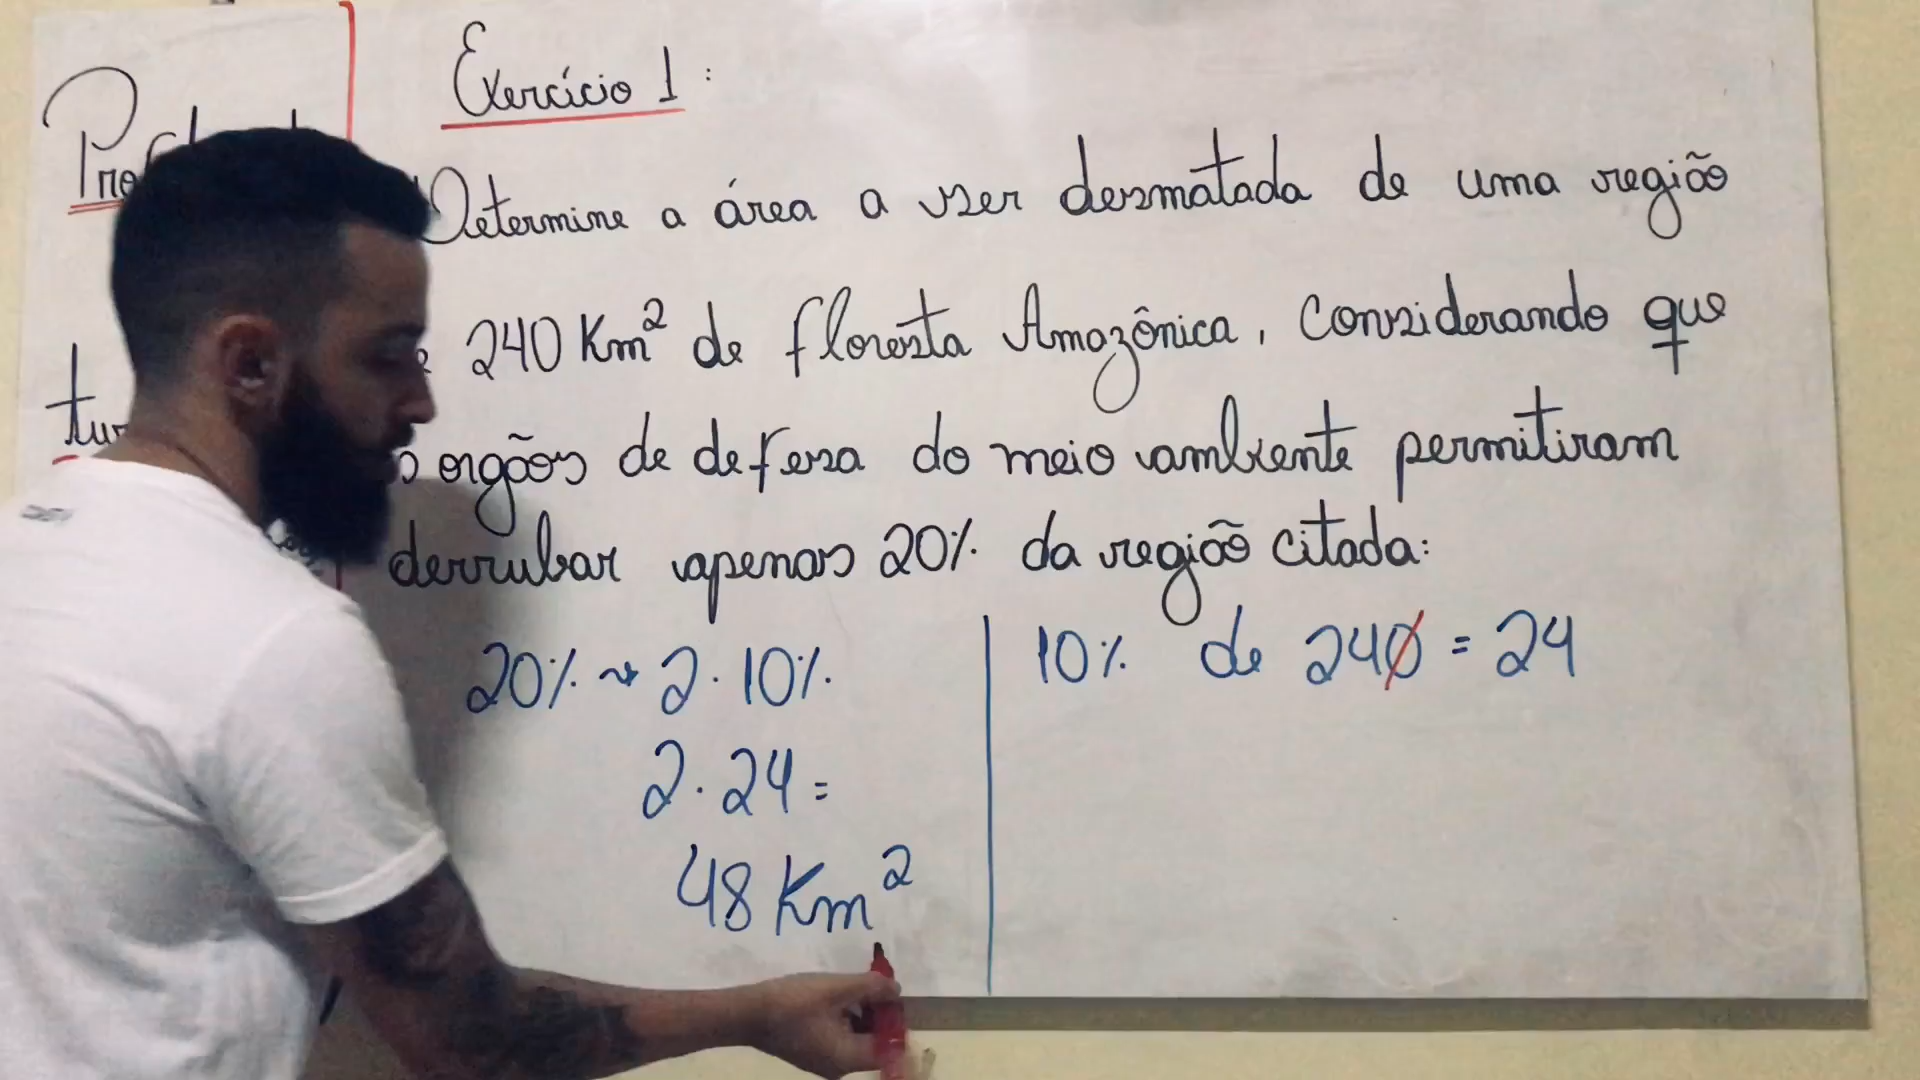 Exercício 1:
Determine a área a ser desmatada de uma região
240 Km² de floresta Amazônica, considerando que
orgãos de defesa do meio ambiente permitiram
derrubar apenas 20% da região citada:
20% → 2 · 10%
10% de 240 = 24
2 · 24 =
48 Km²